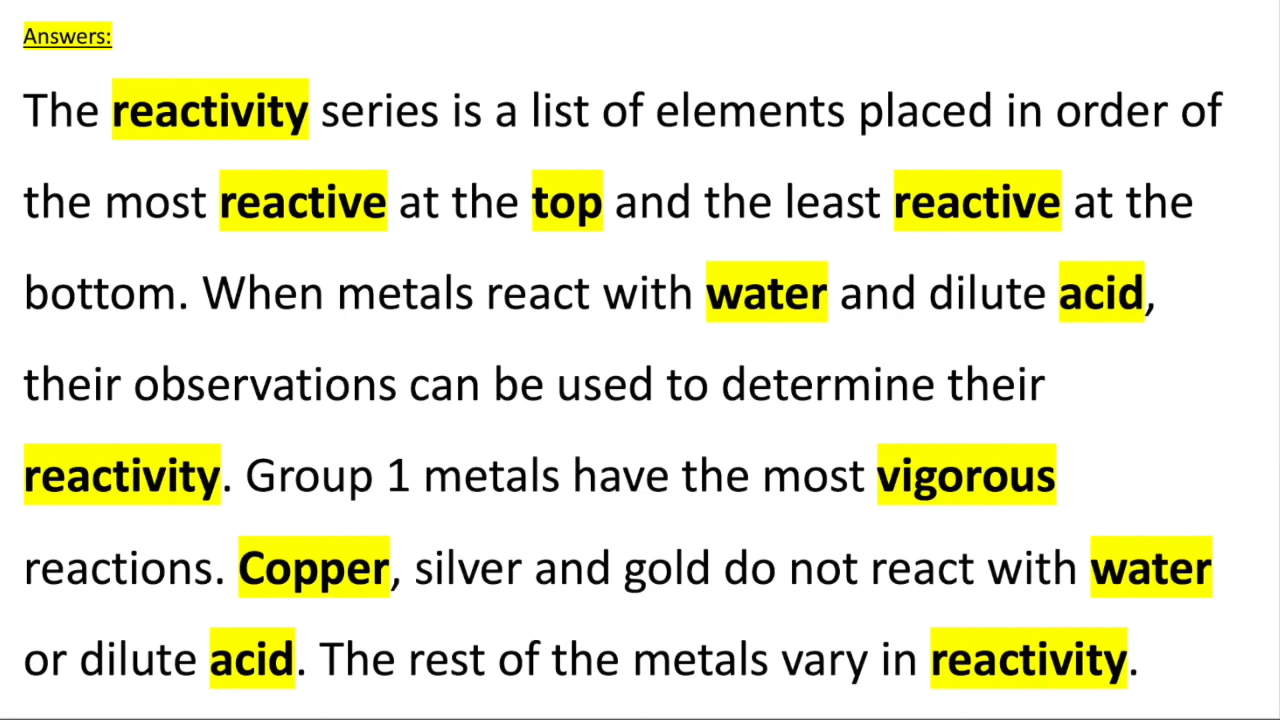 Answers:
The reactivity series is a list of elements placed in order of
the most reactive at the top and the least reactive at the
bottom. When metals react with water and dilute acid,
their observations can be used to determine their
reactivity. Group 1 metals have the most vigorous
reactions. Copper, silver and gold do not react with water
or dilute acid. The rest of the metals vary in reactivity.